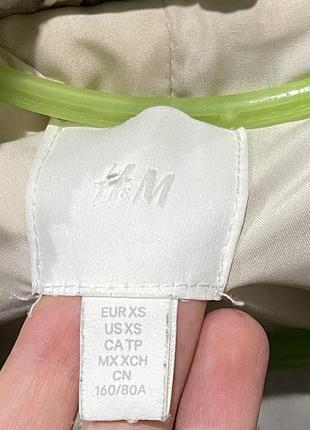 H&M
EUR XS
US XS
CA TP
MX XCH
CN
160/80A